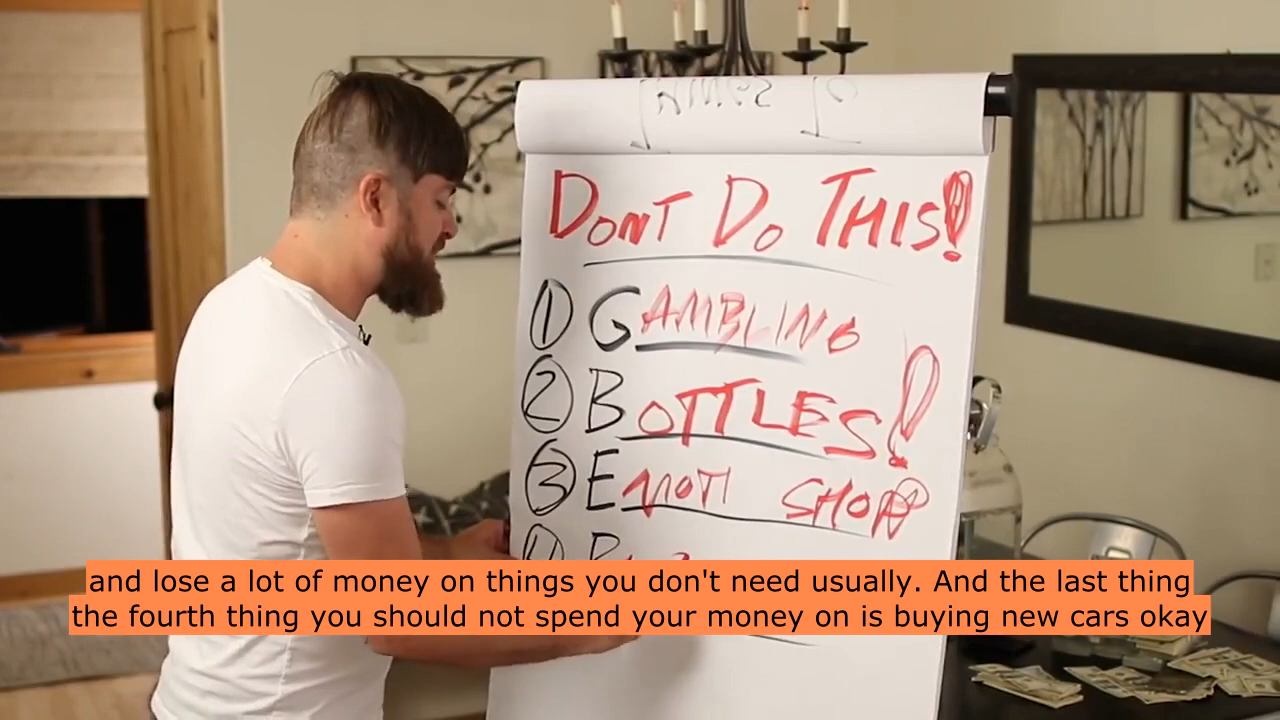 DONT DO THIS!
① GAMBLING
② BOTTLES!
③ EMOTI SHOP
④
and lose a lot of money on things you don't need usually. And the last thing
the fourth thing you should not spend your money on is buying new cars okay